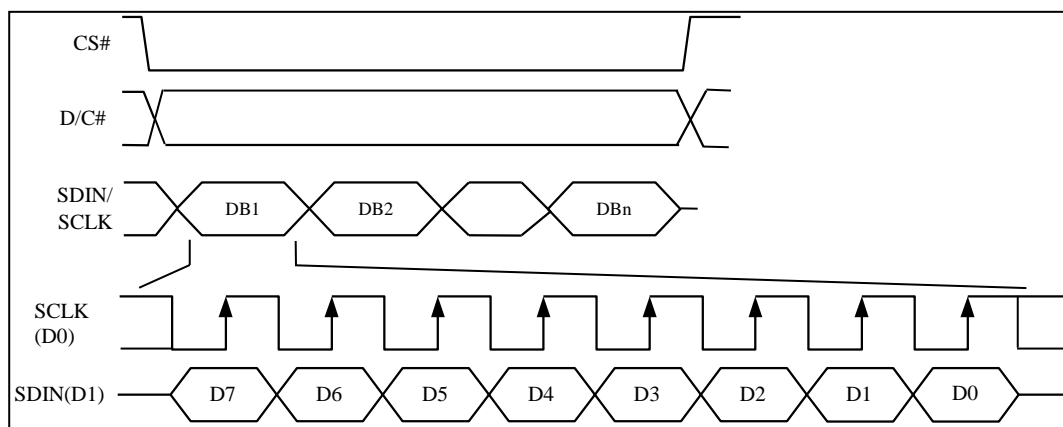 CS#
D/C#
SDIN/
SCLK
DB1 DB2 DBn
SCLK
(D0)
SDIN(D1) D7 D6 D5 D4 D3 D2 D1 D0